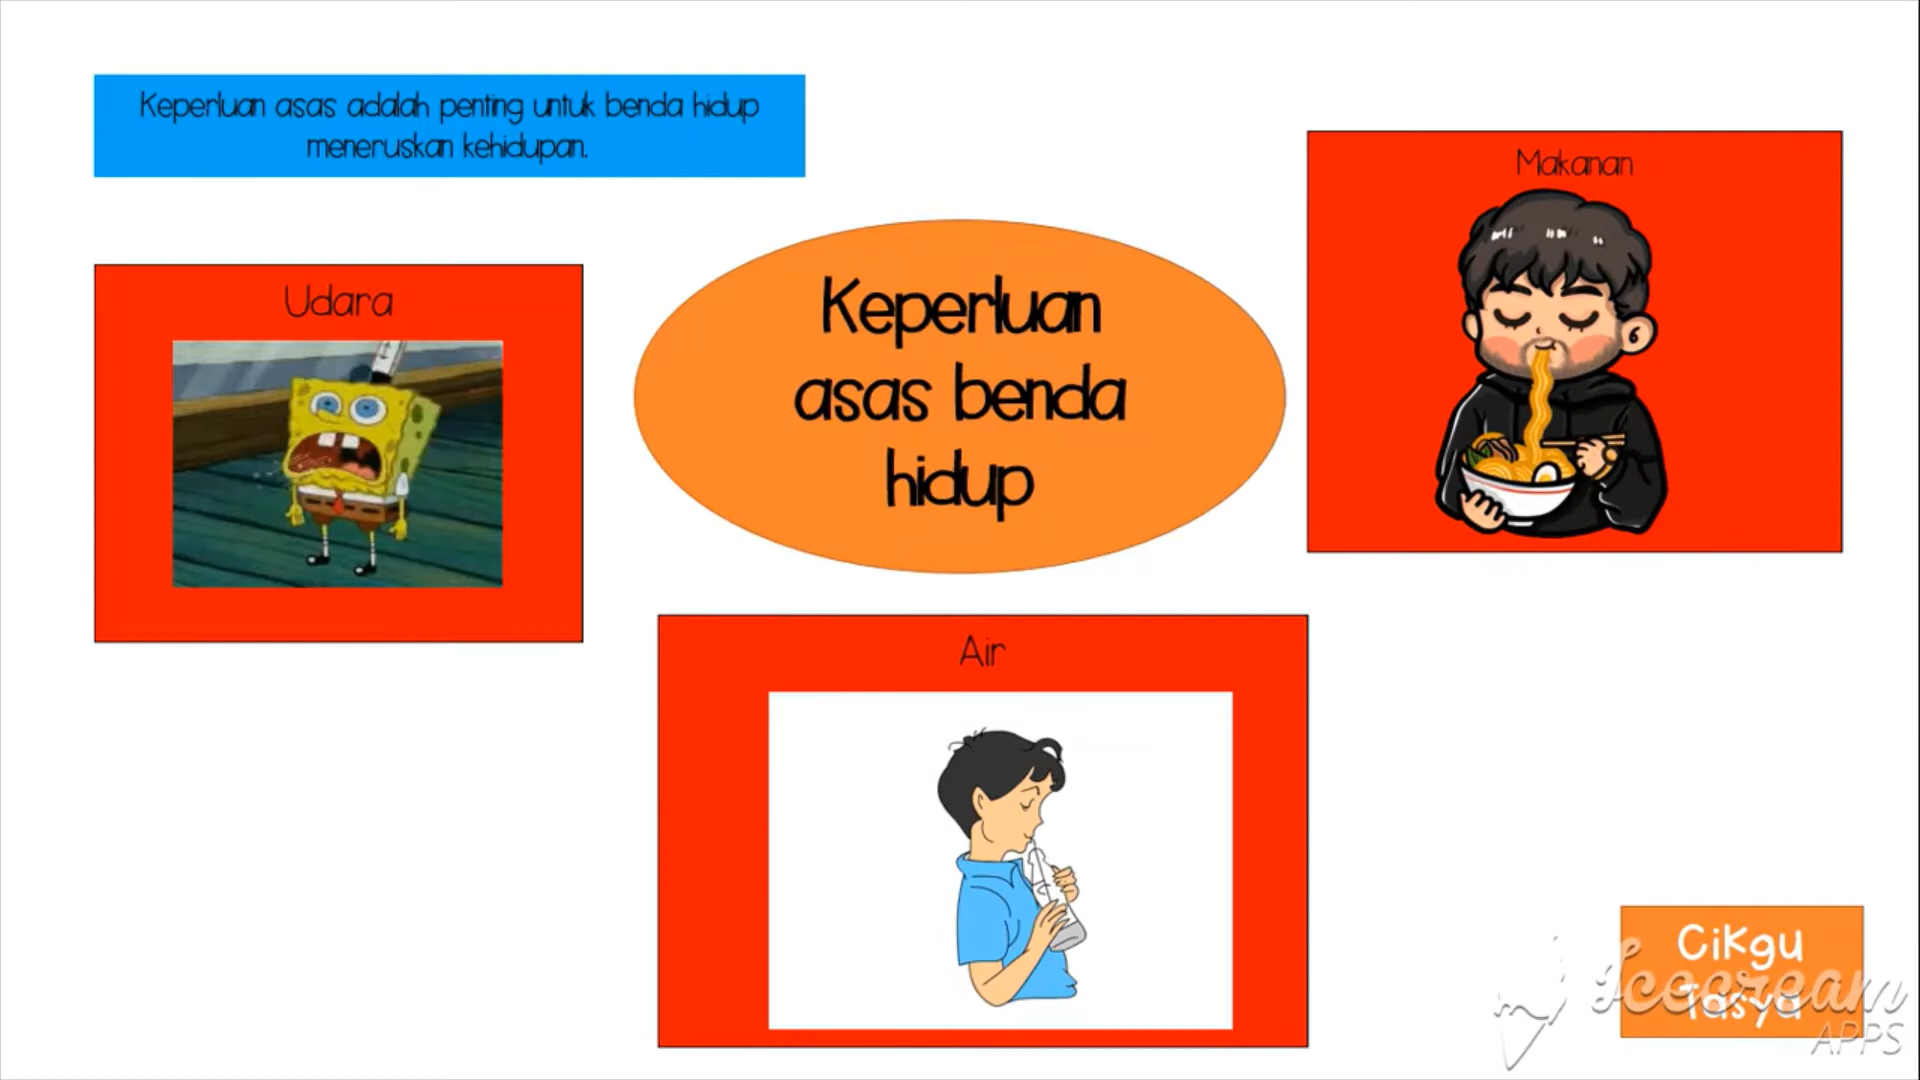 Keperluan asas adalah penting untuk benda hidup
meneruskan kehidupan.
Makanan
Udara
Keperluan
asas benda
hidup
Air
Cikgu
Tasya
Icecream
APPS